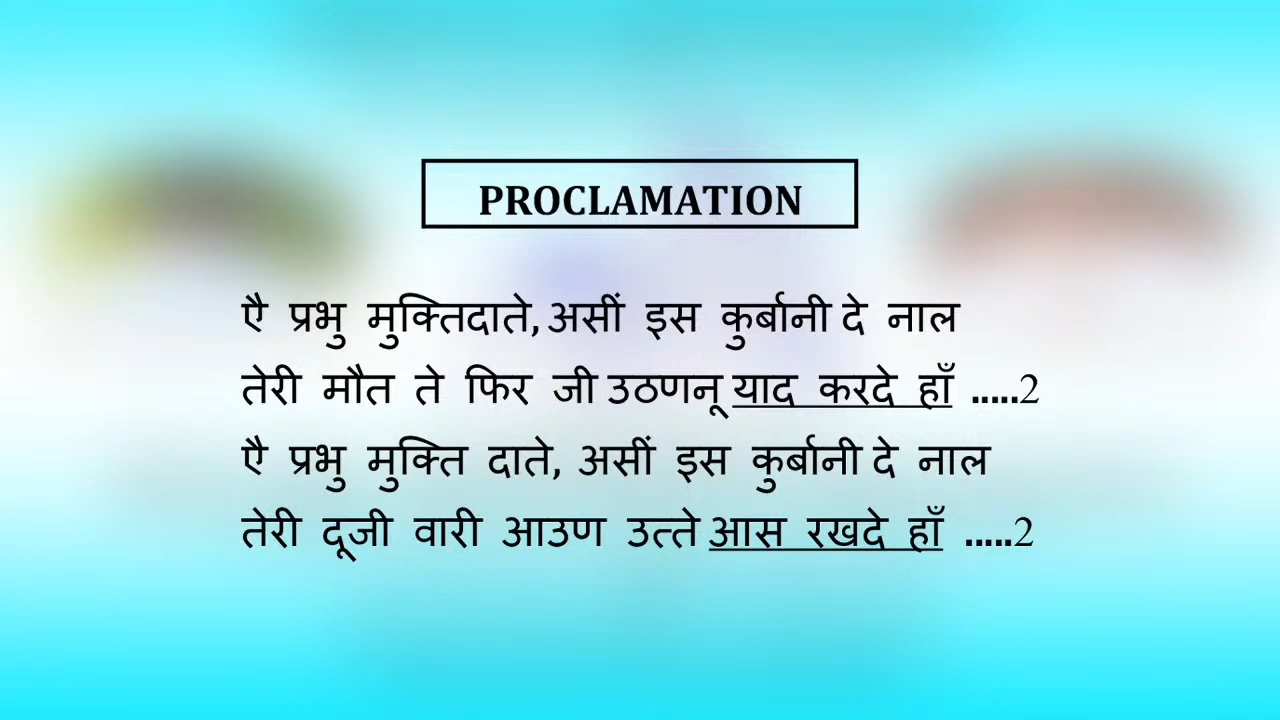 PROCLAMATION
ऐ प्रभु मुक्तिदाते, असीं इस कुर्बानी दे नाल
तेरी मौत ते फिर जी उठणनू याद करदे हाँ .....2
ऐ प्रभु मुक्ति दाते, असीं इस कुर्बानी दे नाल
तेरी दूजी वारी आउण उत्ते आस रखदे हाँ .....2